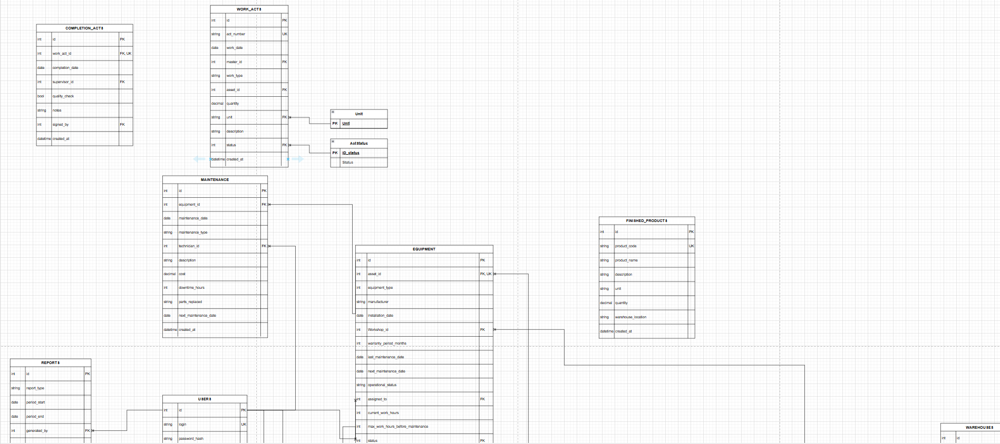 WORK_ACTS
int id PK
string act_number UK
date work_date
int master_id FK
string work_type
int asset_id FK
decimal quantity
string unit FK
string description
int status FK
datetime created_at
COMPLETION_ACTS
int id PK
int work_act_id FK, UK
date completion_date
int supervisor_id FK
bool quality_check
string notes
int signed_by FK
datetime created_at
Unit
PK Unit
ActStatus
PK ID_status
Status
MAINTENANCE
int id PK
int equipment_id FK
date maintenance_date
string maintenance_type
int technician_id FK
string description
decimal cost
int downtime_hours
string parts_replaced
date next_maintenance_date
datetime created_at
FINISHED_PRODUCTS
int id PK
string product_code UK
string product_name
string description
string unit
decimal quantity
string warehouse_location
datetime created_at
EQUIPMENT
int id PK
int asset_id FK, UK
int equipment_type
string manufacturer
date installation_date
int Workshop_id FK
int warranty_period_months
date last_maintenance_date
date next_maintenance_date
string operational_status
int assigned_to FK
int current_work_hours
int max_work_hours_before_maintenance
int status FK
REPORTS
int id PK
string report_type
date period_start
date period_end
int generated_by FK
USERS
int id PK
string login UK
string password_hash
WAREHOUSES
int id